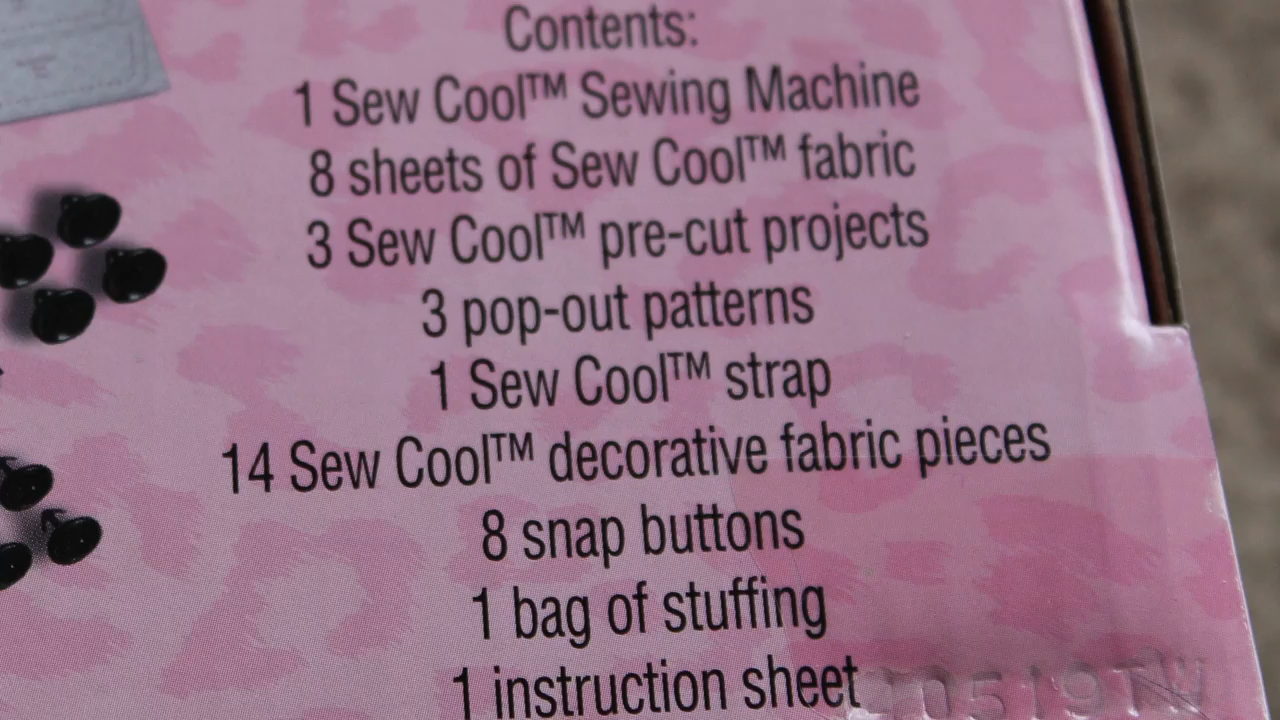 Contents:
1 Sew Cool™ Sewing Machine
8 sheets of Sew Cool™ fabric
3 Sew Cool™ pre-cut projects
3 pop-out patterns
1 Sew Cool™ strap
14 Sew Cool™ decorative fabric pieces
8 snap buttons
1 bag of stuffing
1 instruction sheet
10519TW